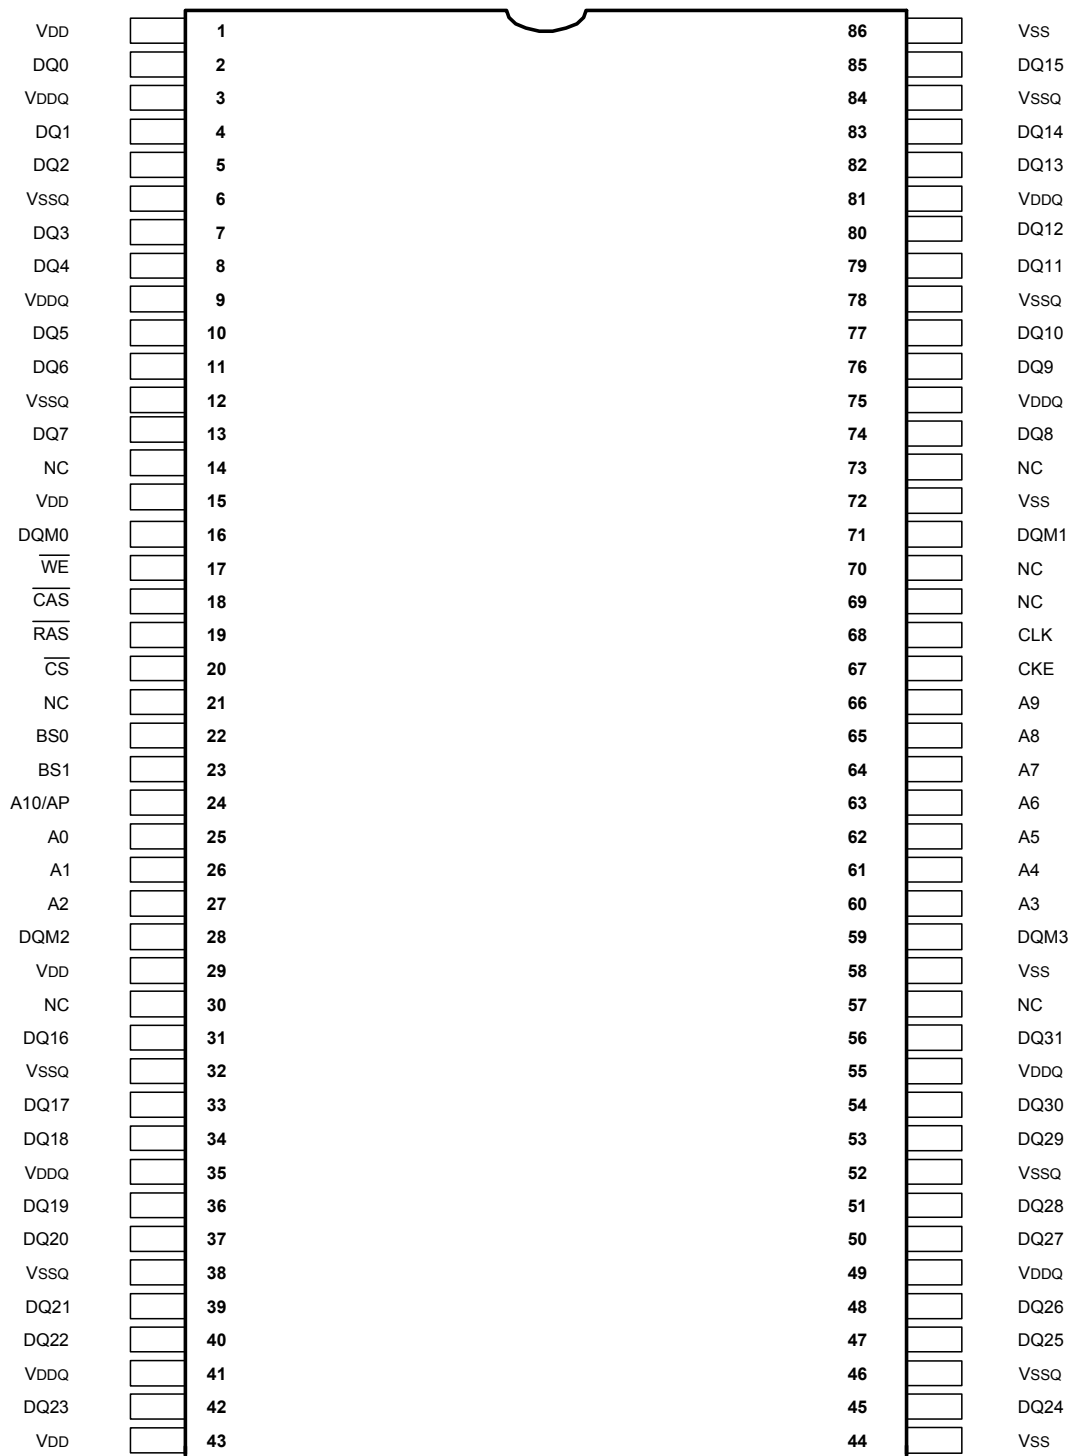 VDD 1 86 VSS
DQ0 2 85 DQ15
VDDQ 3 84 VSSQ
DQ1 4 83 DQ14
DQ2 5 82 DQ13
VSSQ 6 81 VDDQ
DQ3 7 80 DQ12
DQ4 8 79 DQ11
VDDQ 9 78 VSSQ
DQ5 10 77 DQ10
DQ6 11 76 DQ9
VSSQ 12 75 VDDQ
DQ7 13 74 DQ8
NC 14 73 NC
VDD 15 72 VSS
DQM0 16 71 DQM1
W̅E̅ 17 70 NC
C̅A̅S̅ 18 69 NC
R̅A̅S̅ 19 68 CLK
C̅S̅ 20 67 CKE
NC 21 66 A9
BS0 22 65 A8
BS1 23 64 A7
A10/AP 24 63 A6
A0 25 62 A5
A1 26 61 A4
A2 27 60 A3
DQM2 28 59 DQM3
VDD 29 58 VSS
NC 30 57 NC
DQ16 31 56 DQ31
VSSQ 32 55 VDDQ
DQ17 33 54 DQ30
DQ18 34 53 DQ29
VDDQ 35 52 VSSQ
DQ19 36 51 DQ28
DQ20 37 50 DQ27
VSSQ 38 49 VDDQ
DQ21 39 48 DQ26
DQ22 40 47 DQ25
VDDQ 41 46 VSSQ
DQ23 42 45 DQ24
VDD 43 44 VSS